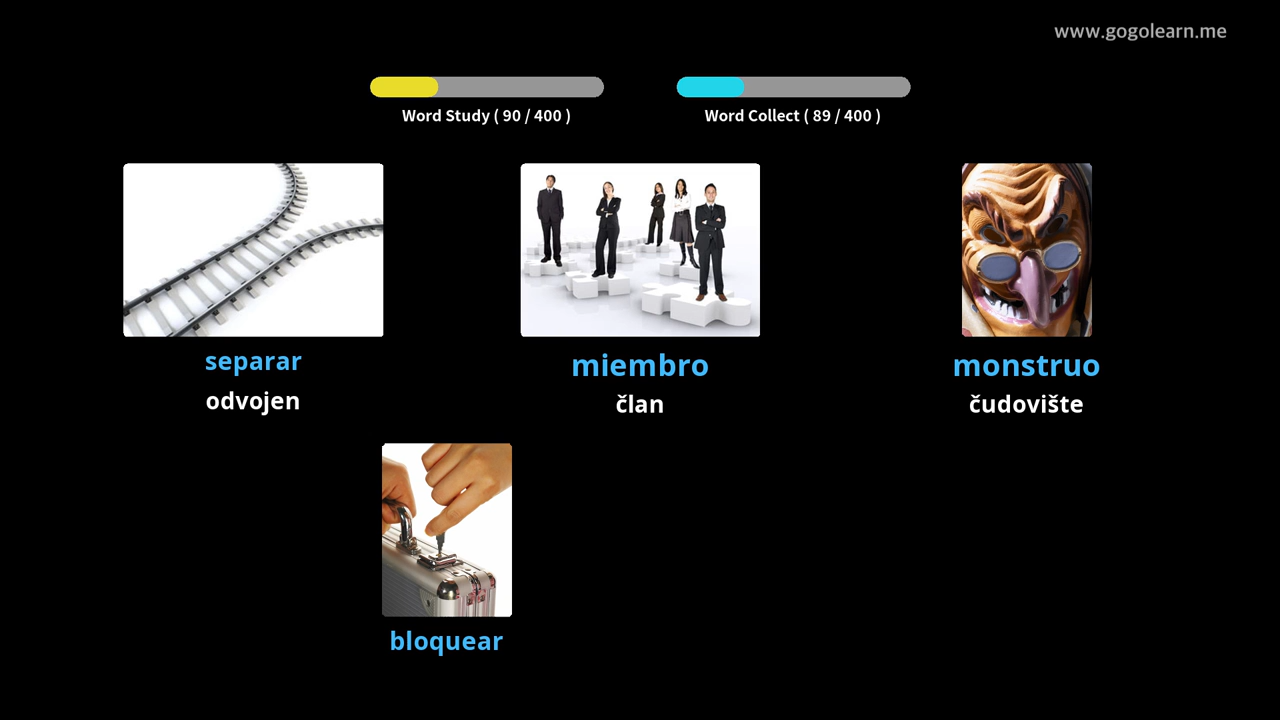 www.gogolearn.me
Word Study ( 90 / 400 )
Word Collect ( 89 / 400 )
separar
odvojen
miembro
član
monstruo
čudovište
bloquear